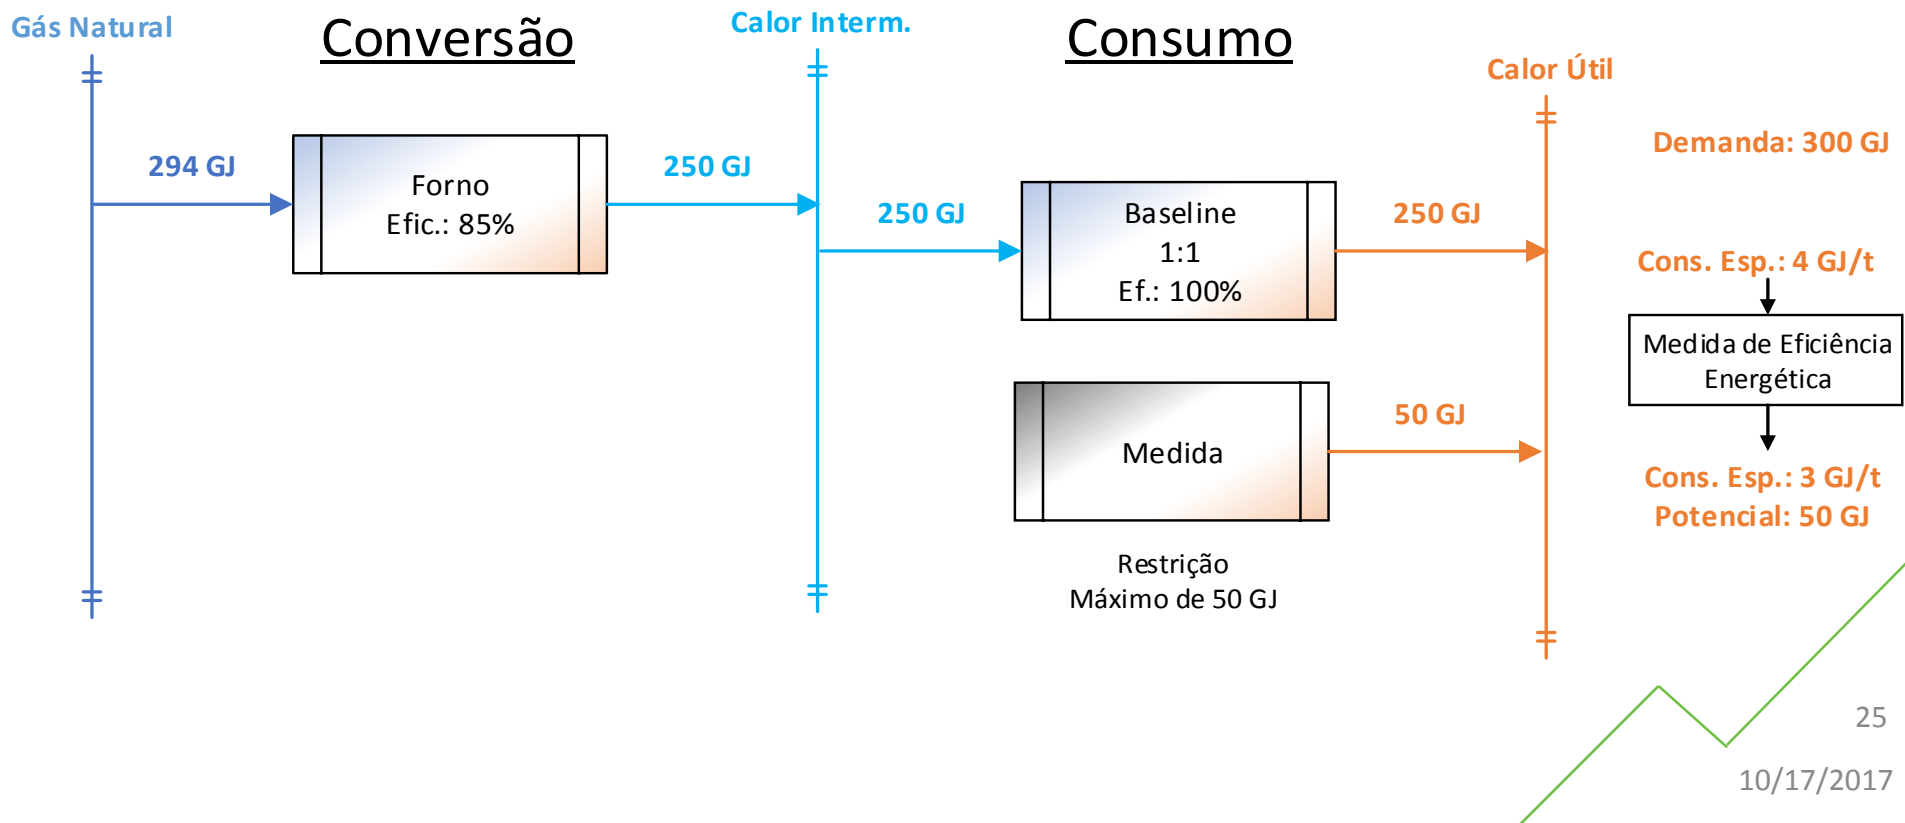 Gás Natural
Conversão
Calor Interm.
Consumo
Calor Útil
294 GJ
Forno
Efic.: 85%
250 GJ
250 GJ
Baseline
1:1
Ef.: 100%
250 GJ
Medida
50 GJ
Restrição
Máximo de 50 GJ
Demanda: 300 GJ
Cons. Esp.: 4 GJ/t
Medida de Eficiência
Energética
Cons. Esp.: 3 GJ/t
Potencial: 50 GJ
25
10/17/2017